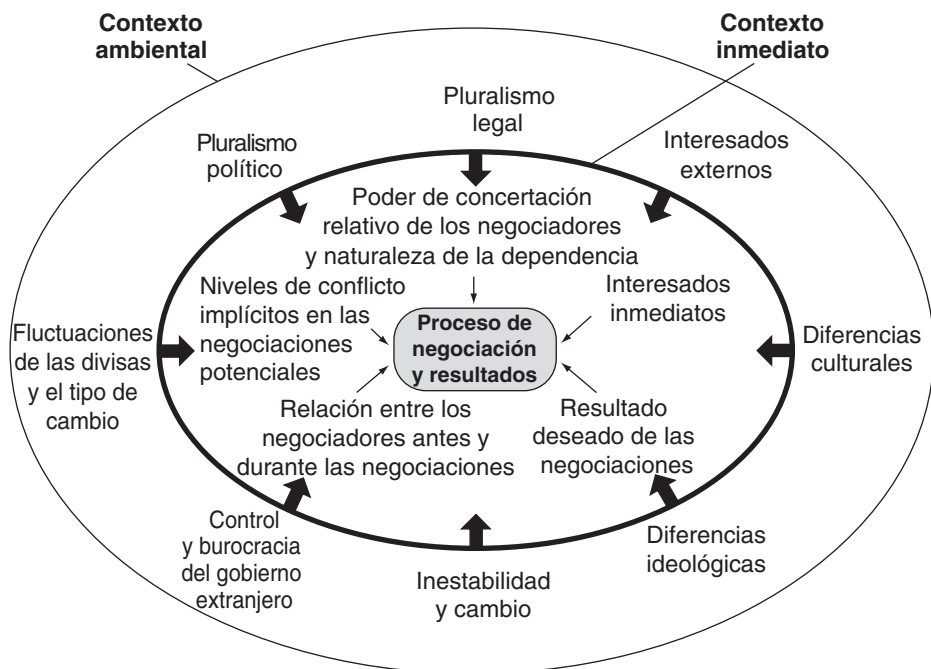 Contexto
ambiental
Contexto
inmediato
Pluralismo
legal
Pluralismo
político
Interesados
externos
Poder de concertación
relativo de los negociadores
y naturaleza de la dependencia
Niveles de conflicto
implícitos en las
negociaciones
potenciales
Interesados
inmediatos
Proceso de
negociación
y resultados
Fluctuaciones
de las divisas
y el tipo de
cambio
Diferencias
culturales
Relación entre los
negociadores antes y
durante las negociaciones
Resultado
deseado de las
negociaciones
Control
y burocracia
del gobierno
extranjero
Inestabilidad
y cambio
Diferencias
ideológicas